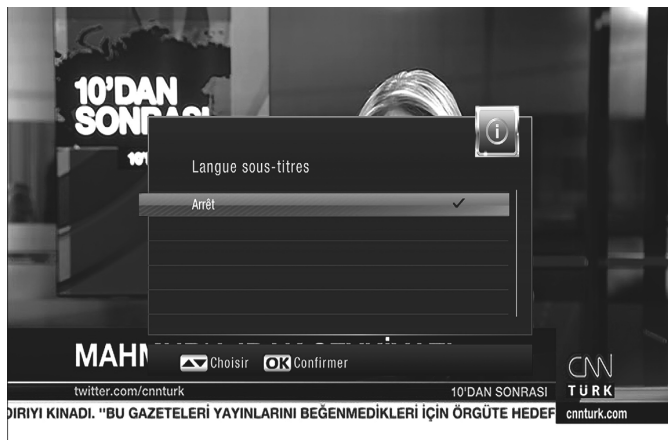 10'DAN
SONRASI
Langue sous-titres
Arrêt
MAHM
Choisir OK Confirmer
twitter.com/cnnturk
10'DAN SONRASI
CNN
TÜRK
DIRIYI KINADI. "BU GAZETELERİ YAYINLARINI BEĞENMEDİKLERİ İÇİN ÖRGÜTE HEDEF
cnnturk.com